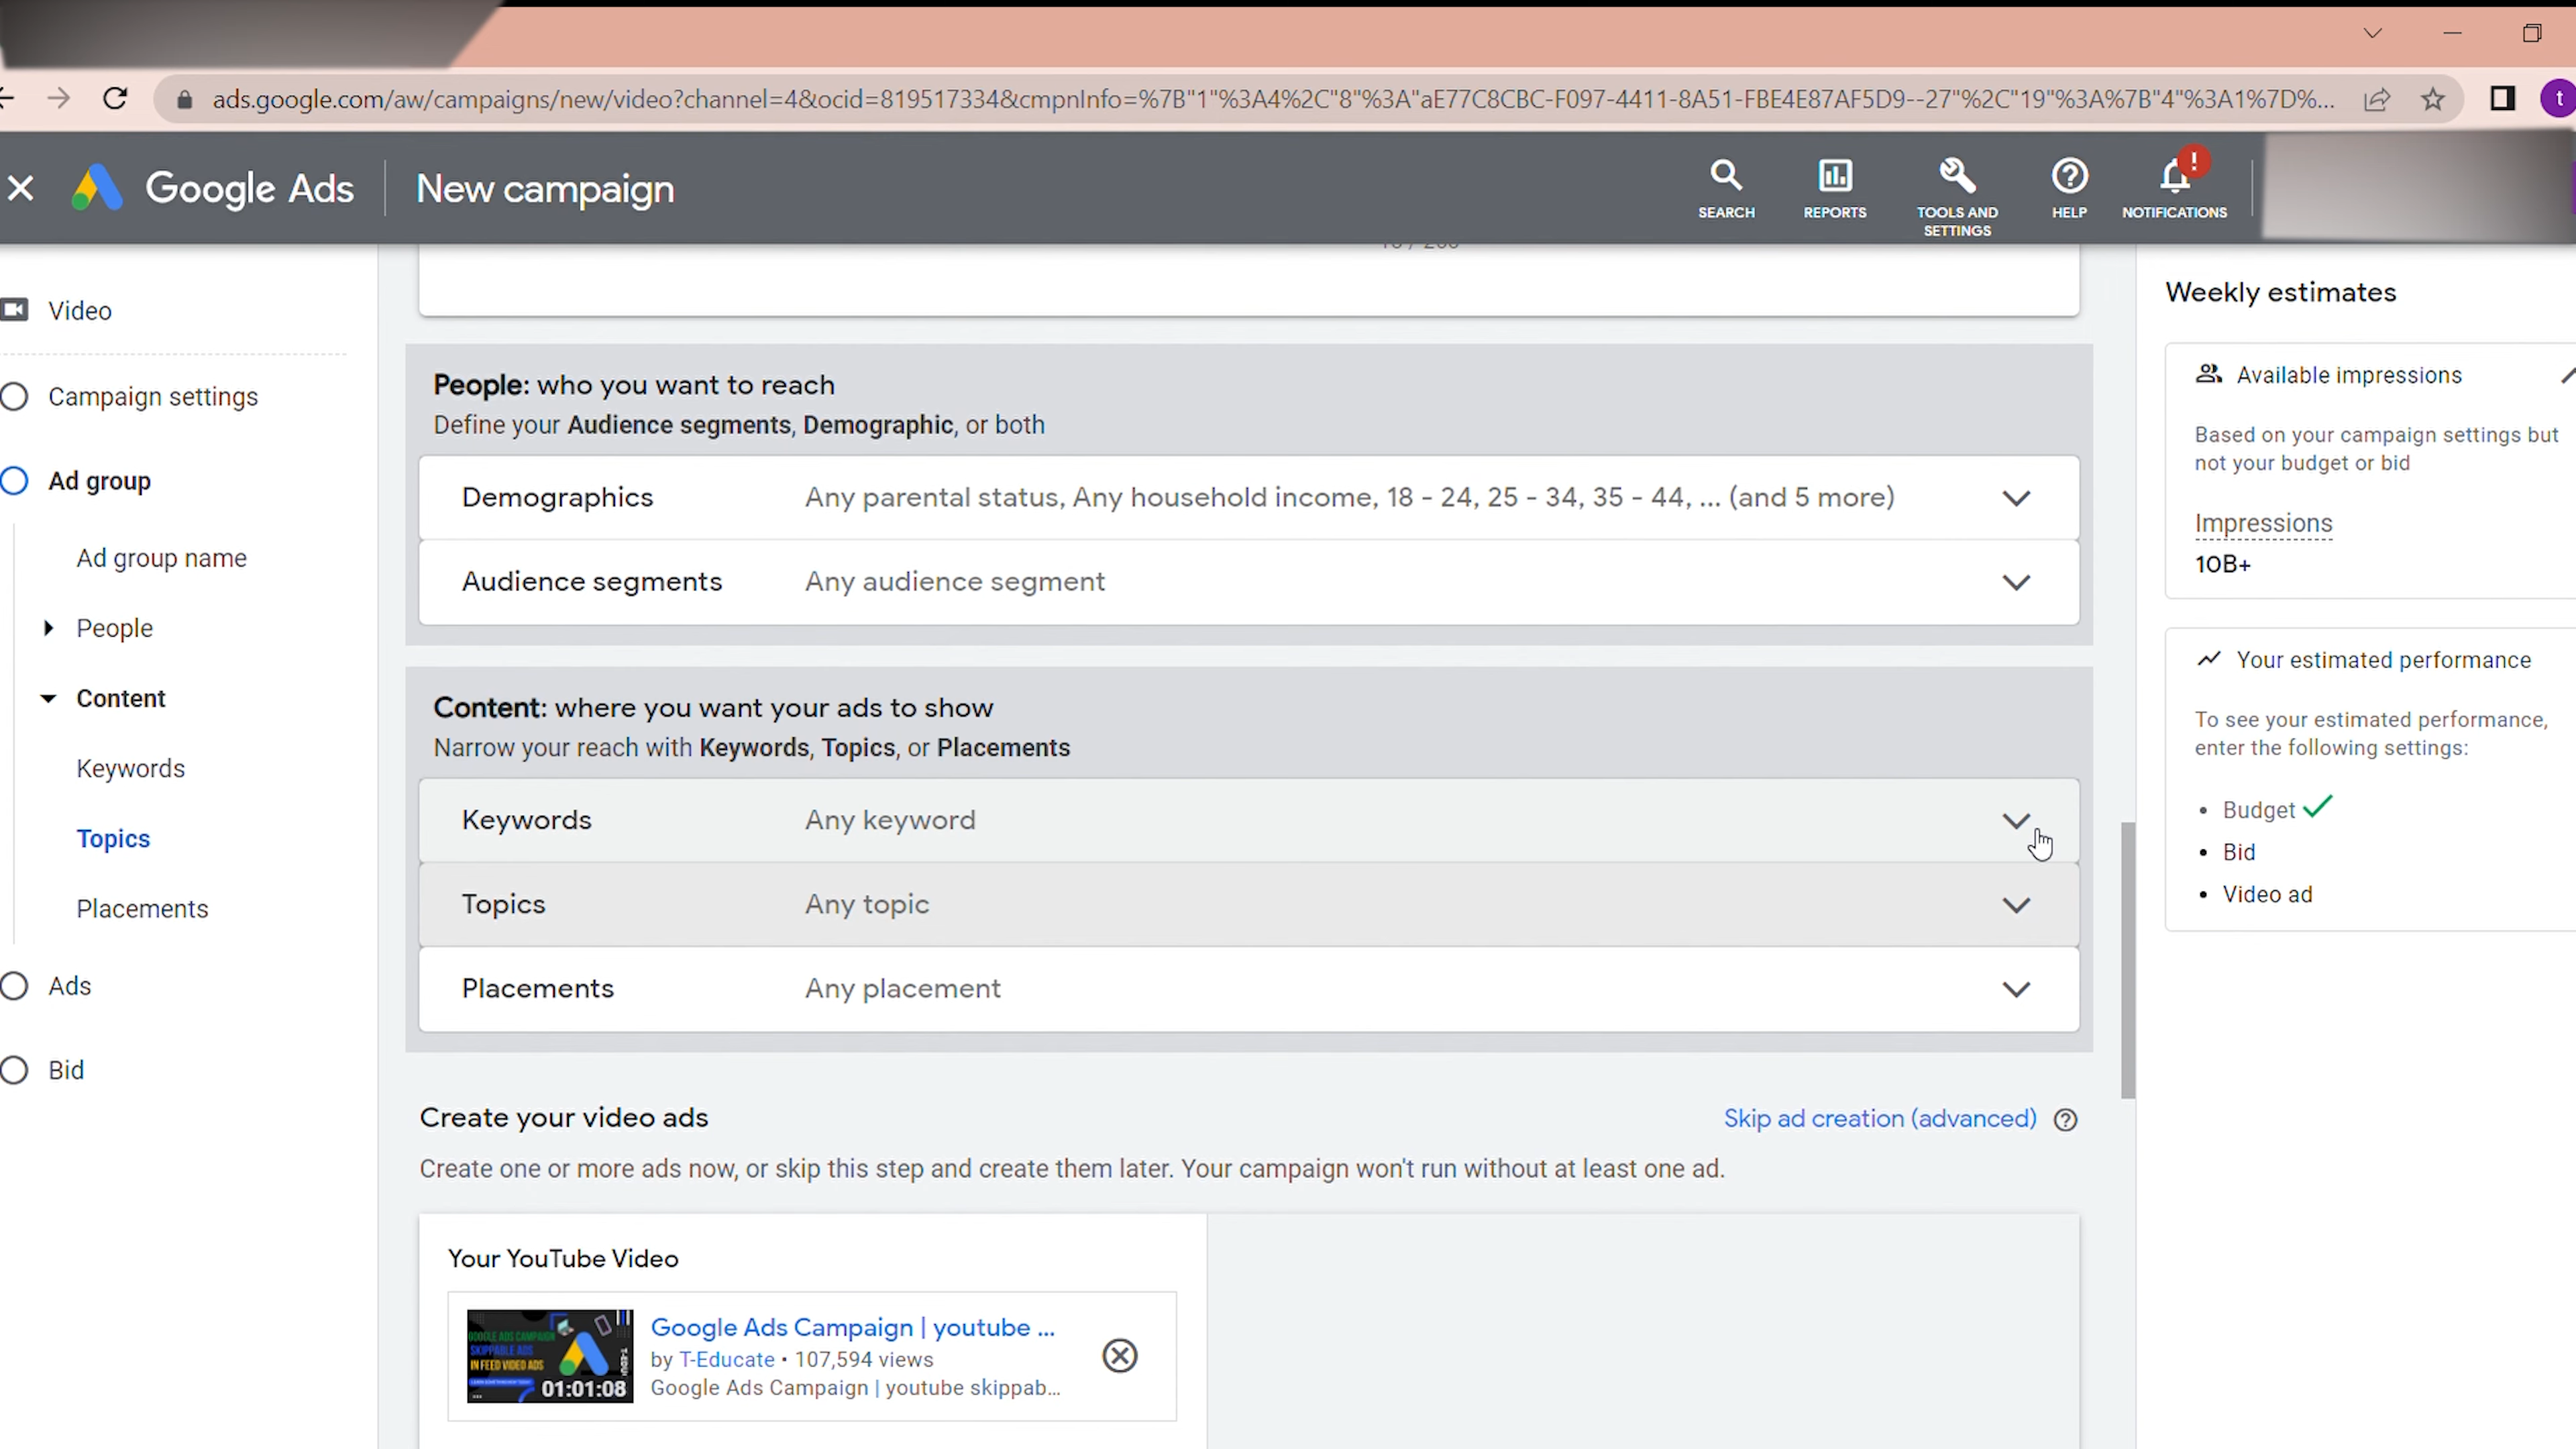 ads.google.com/aw/campaigns/new/video?channel=4&ocid=819517334&cmpnInfo=%7B"1"%3A4%2C"8"%3A"aE77C8CBC-F097-4411-8A51-FBE4E87AF5D9--27"%2C"19"%3A%7B"4"%3A1%7D%...
t
Google Ads
New campaign
SEARCH
REPORTS
TOOLS AND
SETTINGS
HELP
!
NOTIFICATIONS
Video
Campaign settings
Ad group
Ad group name
People
Content
Keywords
Topics
Placements
Ads
Bid
People: who you want to reach
Define your Audience segments, Demographic, or both
Demographics Any parental status, Any household income, 18 - 24, 25 - 34, 35 - 44, ... (and 5 more)
Audience segments Any audience segment
Content: where you want your ads to show
Narrow your reach with Keywords, Topics, or Placements
Keywords Any keyword
Topics Any topic
Placements Any placement
Create your video ads
Skip ad creation (advanced)
Create one or more ads now, or skip this step and create them later. Your campaign won't run without at least one ad.
Your YouTube Video
GOOGLE ADS CAMPAIGN
SKIPPABLE ADS
IN FEED VIDEO ADS
01:01:08
Google Ads Campaign | youtube ...
by T-Educate • 107,594 views
Google Ads Campaign | youtube skippab...
Weekly estimates
Available impressions
Based on your campaign settings but
not your budget or bid
Impressions
10B+
Your estimated performance
To see your estimated performance,
enter the following settings:
• Budget
• Bid
• Video ad